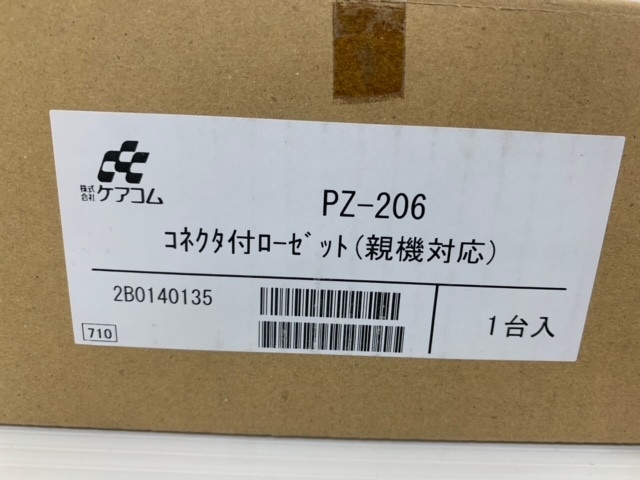 株式会社 ケアコム
PZ-206
ｺﾈｸﾀ付ﾛｰｾﾞｯﾄ(親機対応)
2B0140135
1台入
710